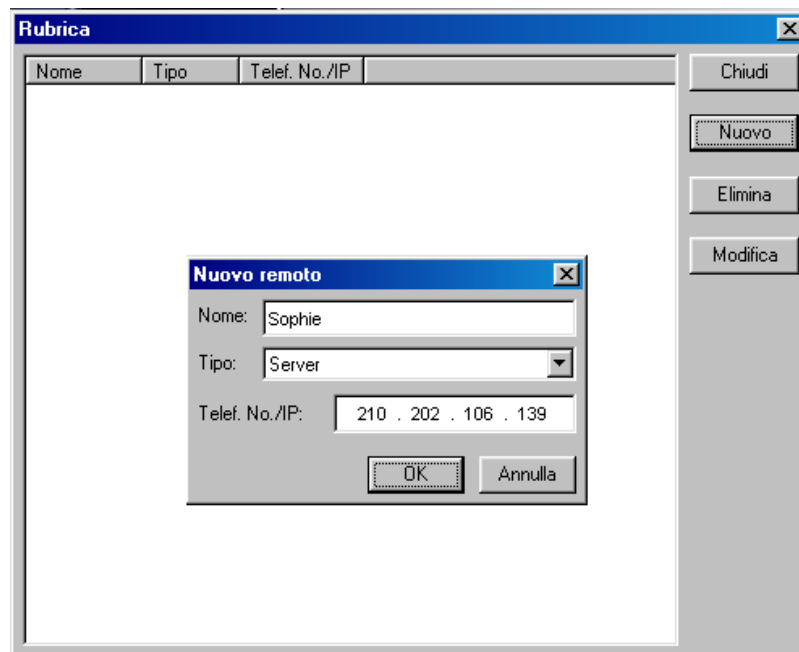 Rubrica
Nome Tipo Telef. No./IP
Chiudi
Nuovo
Elimina
Modifica
Nuovo remoto
Nome: Sophie
Tipo: Server
Telef. No./IP: 210 . 202 . 106 . 139
OK Annulla